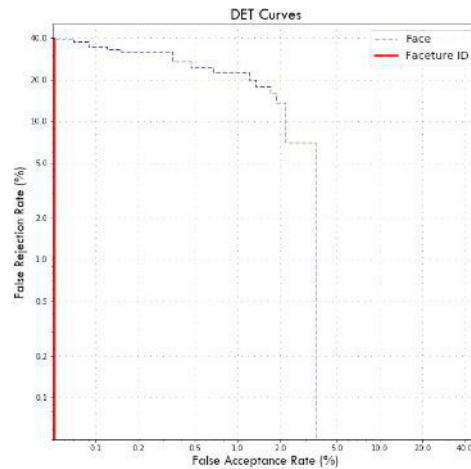 DET Curves
Face
Faceture ID
False Rejection Rate (%)
40.0
20.0
10.0
5.0
2.0
1.0
0.5
0.2
0.1
0.1 0.2 0.5 1.0 2.0 5.0 10.0 20.0 40.0
False Acceptance Rate (%)